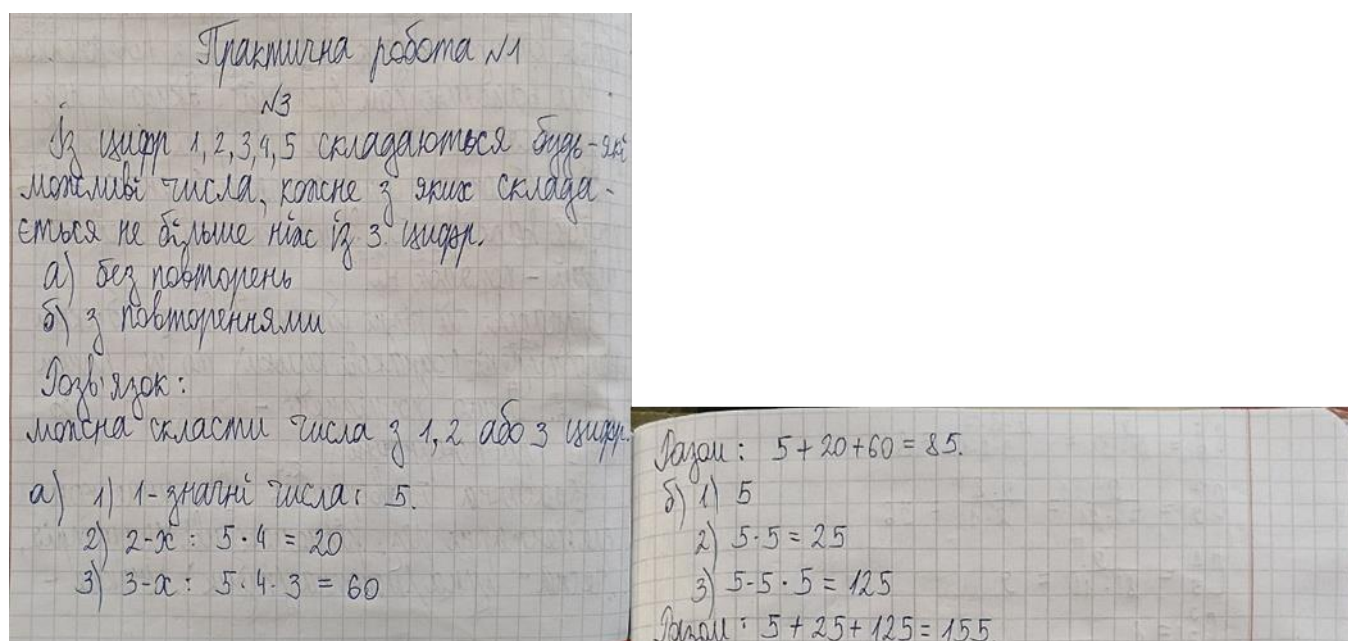 Практична робота №1
№3
Із цифр 1, 2, 3, 4, 5 складаються будь-які
можливі числа, кожне з яких склада-
ється не більше ніж із 3 цифр.
а) без повторень
б) з повтореннями
Розв'язок:
можна скласти числа з 1, 2 або 3 цифр.
а) 1) 1-значні числа: 5.
2) 2-х : 5·4 = 20
3) 3-х : 5·4·3 = 60
Разом : 5+20+60 = 85.
б) 1) 5
2) 5·5 = 25
3) 5·5·5 = 125
Разом : 5+25+125 = 155